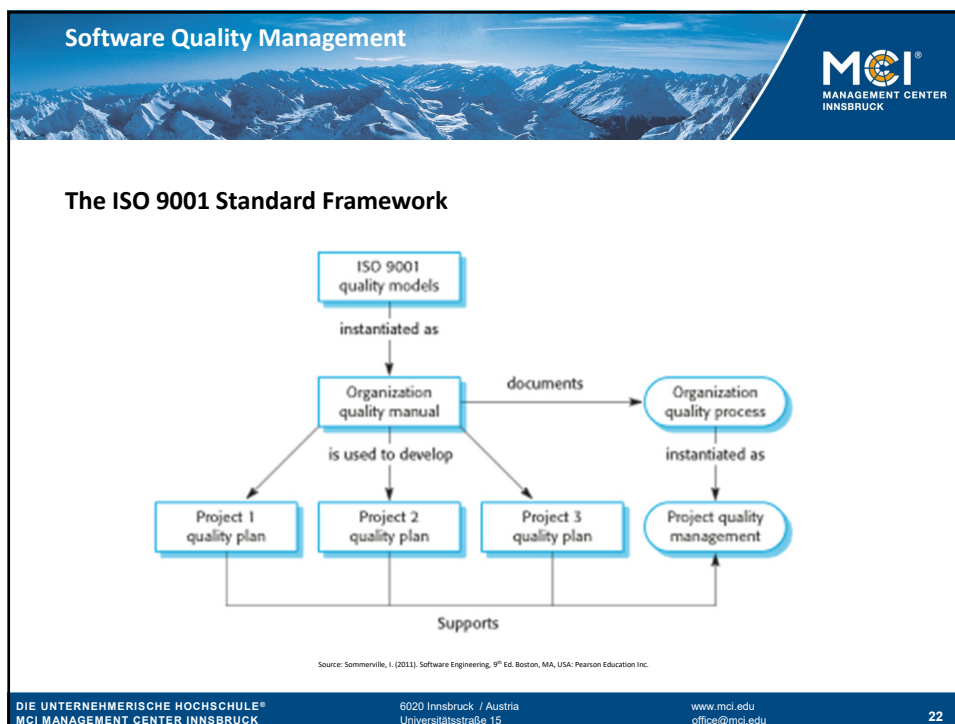 Software Quality Management
MCI®
MANAGEMENT CENTER
INNSBRUCK
The ISO 9001 Standard Framework
ISO 9001
quality models
instantiated as
Organization
quality manual
documents
Organization
quality process
is used to develop
instantiated as
Project 1
quality plan
Project 2
quality plan
Project 3
quality plan
Project quality
management
Supports
Source: Sommerville, I. (2011). Software Engineering, 9th Ed. Boston, MA, USA: Pearson Education Inc.
DIE UNTERNEHMERISCHE HOCHSCHULE®
MCI MANAGEMENT CENTER INNSBRUCK
6020 Innsbruck / Austria
Universitätsstraße 15
www.mci.edu
office@mci.edu
22